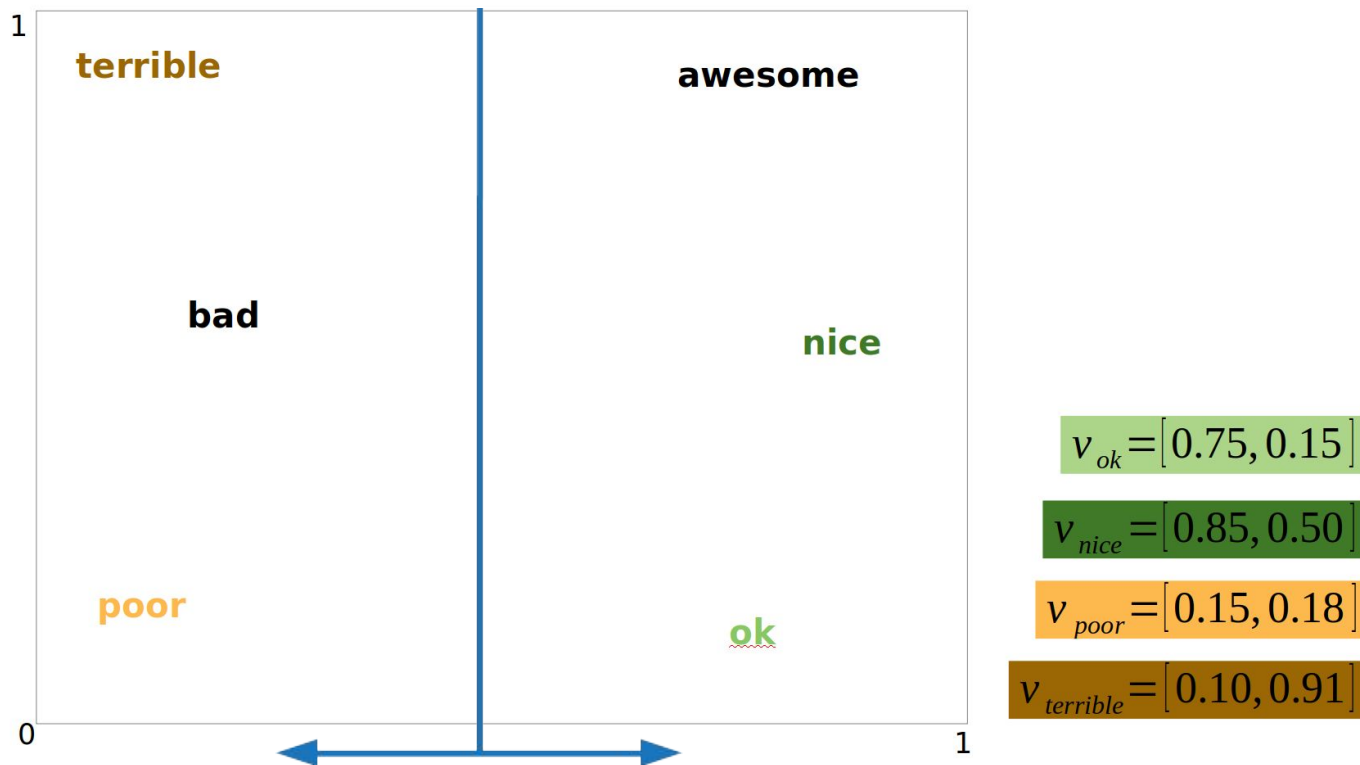 1
terrible
awesome
bad
nice
v_ok=[0.75,0.15]
v_nice=[0.85,0.50]
poor
v_poor=[0.15,0.18]
ok
v_terrible=[0.10,0.91]
0
1